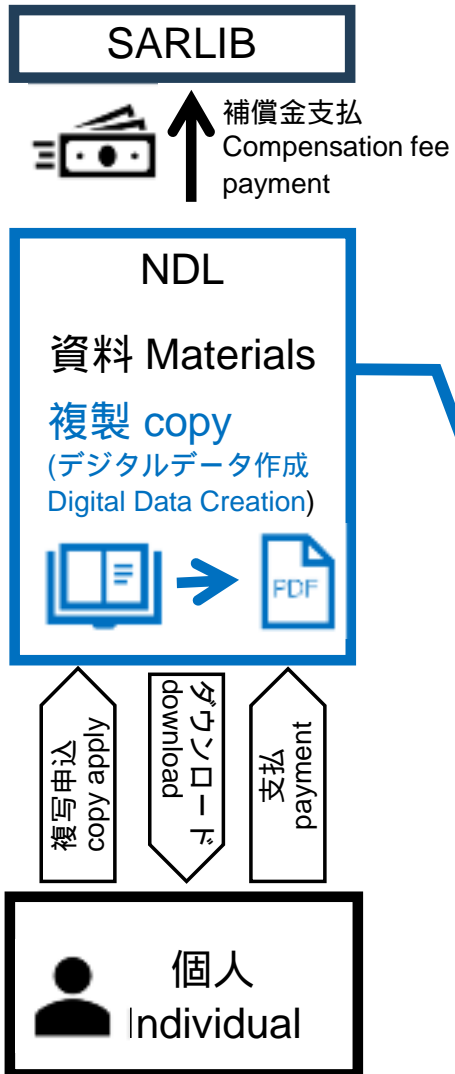 SARLIB
補償金支払
Compensation fee
payment
NDL
資料 Materials
複製 copy
(デジタルデータ作成
Digital Data Creation)
FDF
複写申込
copy apply
ダウンロード
download
支払
payment
個人
Individual